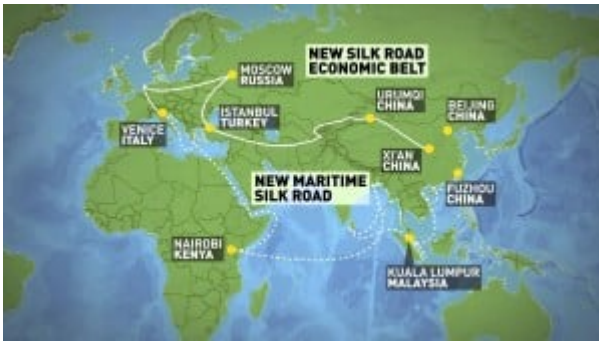 NEW SILK ROAD
ECONOMIC BELT
MOSCOW
RUSSIA
URUMQI
CHINA
BEIJING
CHINA
ISTANBUL
TURKEY
VENICE
ITALY
XI'AN
CHINA
NEW MARITIME
SILK ROAD
FUZHOU
CHINA
NAIROBI
KENYA
KUALA LUMPUR
MALAYSIA